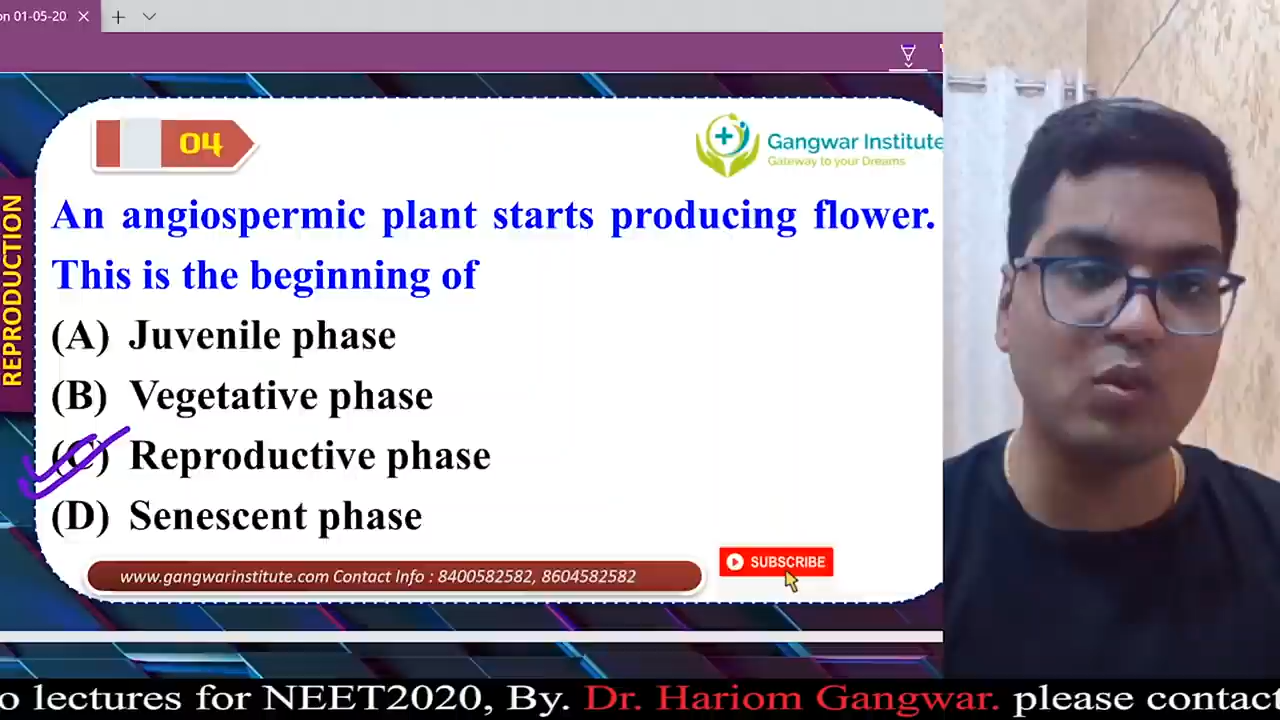 on 01-05-20
04
Gangwar Institute
Gateway to your Dreams
REPRODUCTION
An angiospermic plant starts producing flower.
This is the beginning of
(A) Juvenile phase
(B) Vegetative phase
(C) Reproductive phase
(D) Senescent phase
www.gangwarinstitute.com Contact Info : 8400582582, 8604582582
SUBSCRIBE
o lectures for NEET2020, By. Dr. Hariom Gangwar. please contact